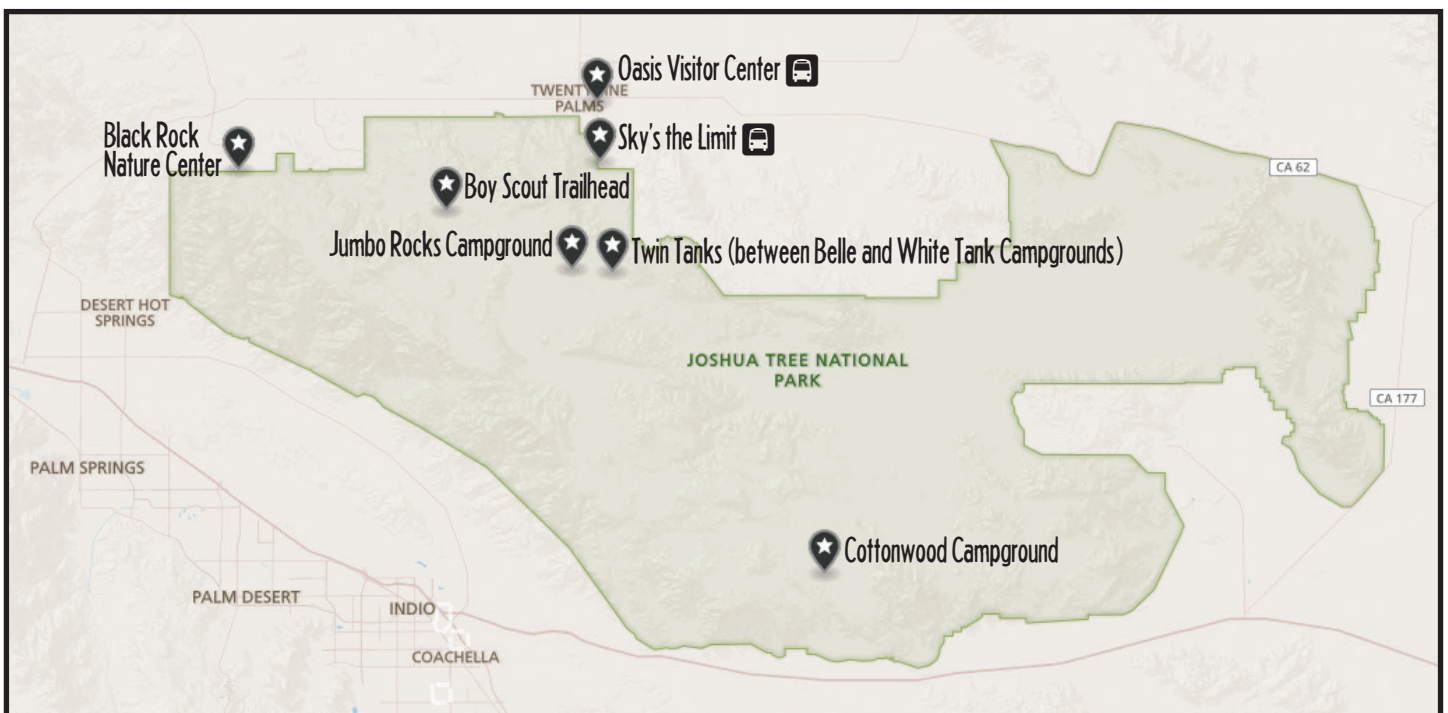 Oasis Visitor Center
TWENTYNINE
PALMS
Black Rock
Nature Center
Sky's the Limit
CA 62
Boy Scout Trailhead
Jumbo Rocks Campground
Twin Tanks (between Belle and White Tank Campgrounds)
DESERT HOT
SPRINGS
JOSHUA TREE NATIONAL
PARK
CA 177
PALM SPRINGS
Cottonwood Campground
PALM DESERT
INDIO
COACHELLA